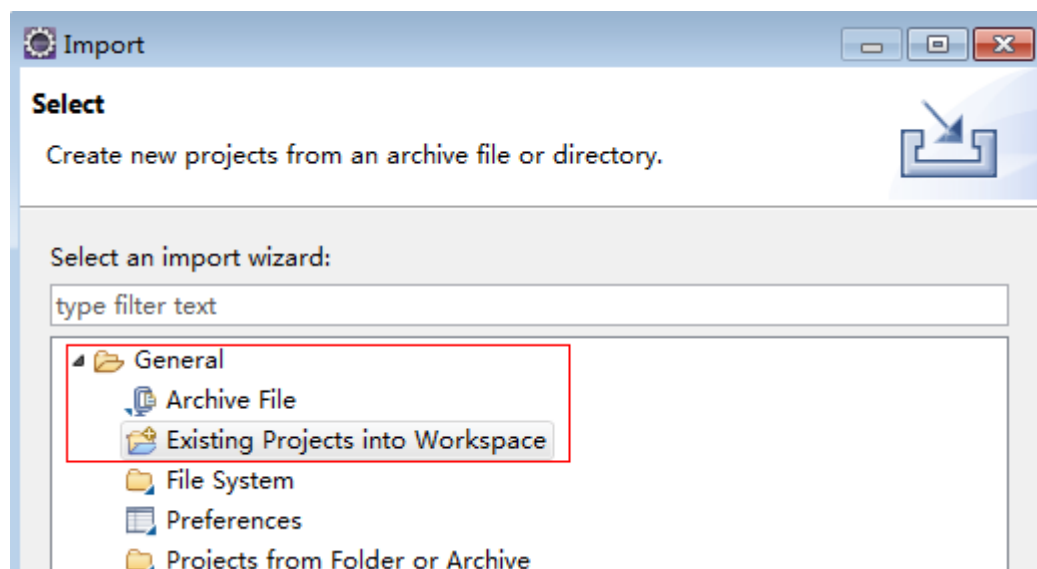 Import
Select
Create new projects from an archive file or directory.
Select an import wizard:
type filter text
General
Archive File
Existing Projects into Workspace
File System
Preferences
Projects from Folder or Archive